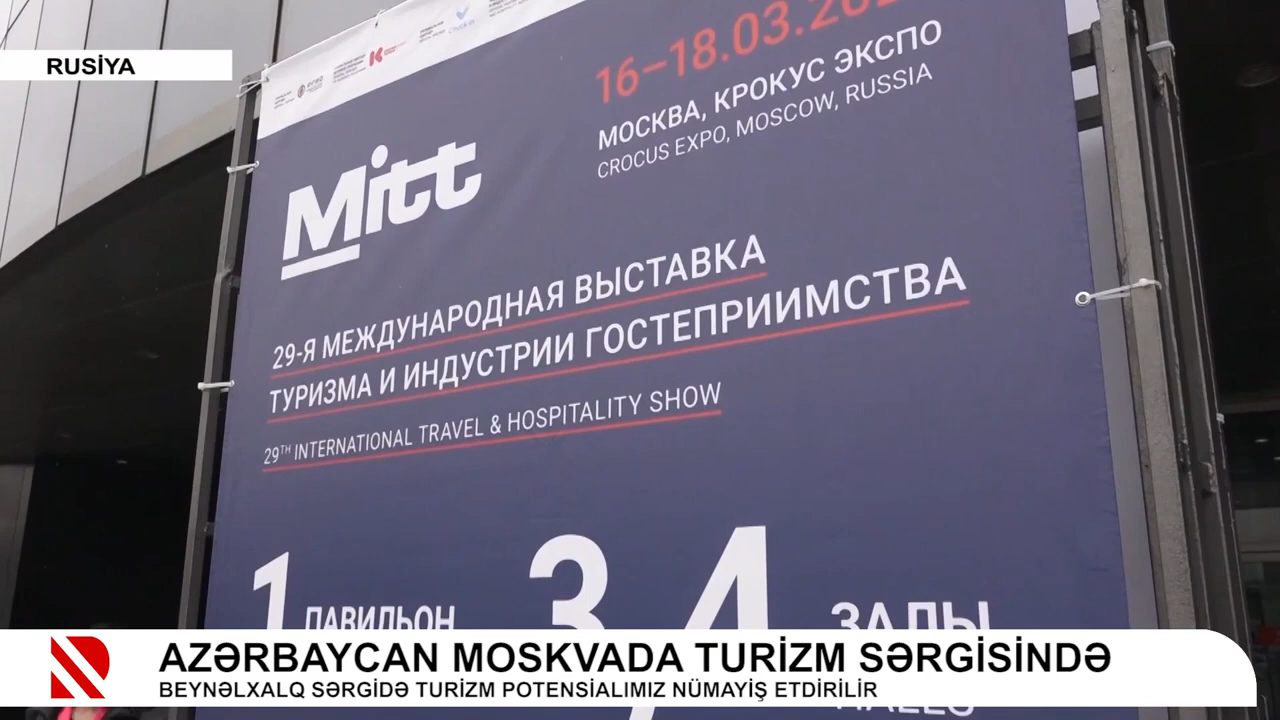 RUSİYA
16–18.03.
МОСКВА, КРОКУС ЭКСПО
CROCUS EXPO, MOSCOW, RUSSIA
Mitt
29-Я МЕЖДУНАРОДНАЯ ВЫСТАВКА
ТУРИЗМА И ИНДУСТРИИ ГОСТЕПРИИМСТВА
29TH INTERNATIONAL TRAVEL & HOSPITALITY SHOW
1 ПАВИЛЬОН 3, 4 ЗАЛЫ
AZƏRBAYCAN MOSKVADA TURİZM SƏRGİSİNDƏ
BEYNƏLXALQ SƏRGİDƏ TURİZM POTENSİALIMIZ NÜMAYİŞ ETDİRİLİR